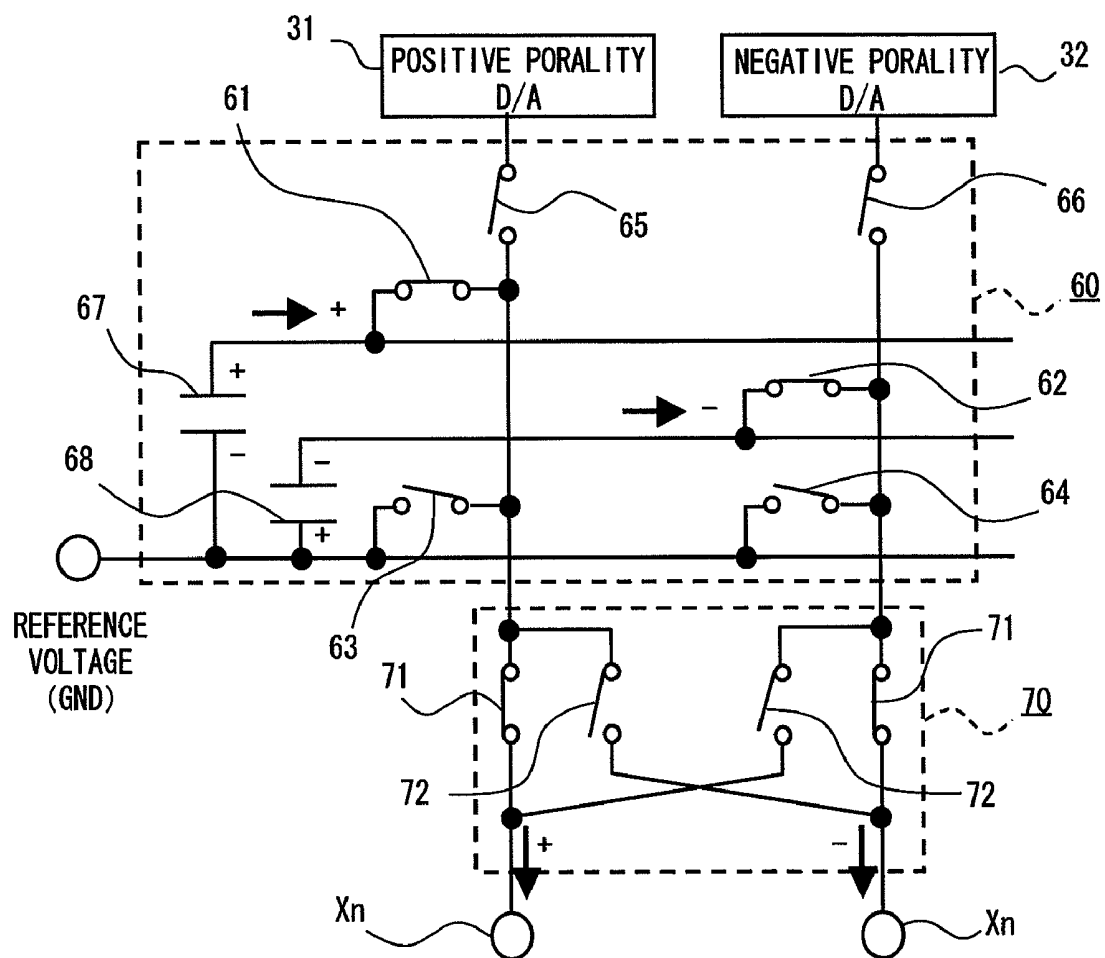 31
POSITIVE PORALITY
D/A
NEGATIVE PORALITY
D/A
32
61
65
66
60
67
+
+
62
-
-
68
-
+
64
REFERENCE
VOLTAGE
(GND)
63
71
71
70
72
72
+
-
Xn
Xn